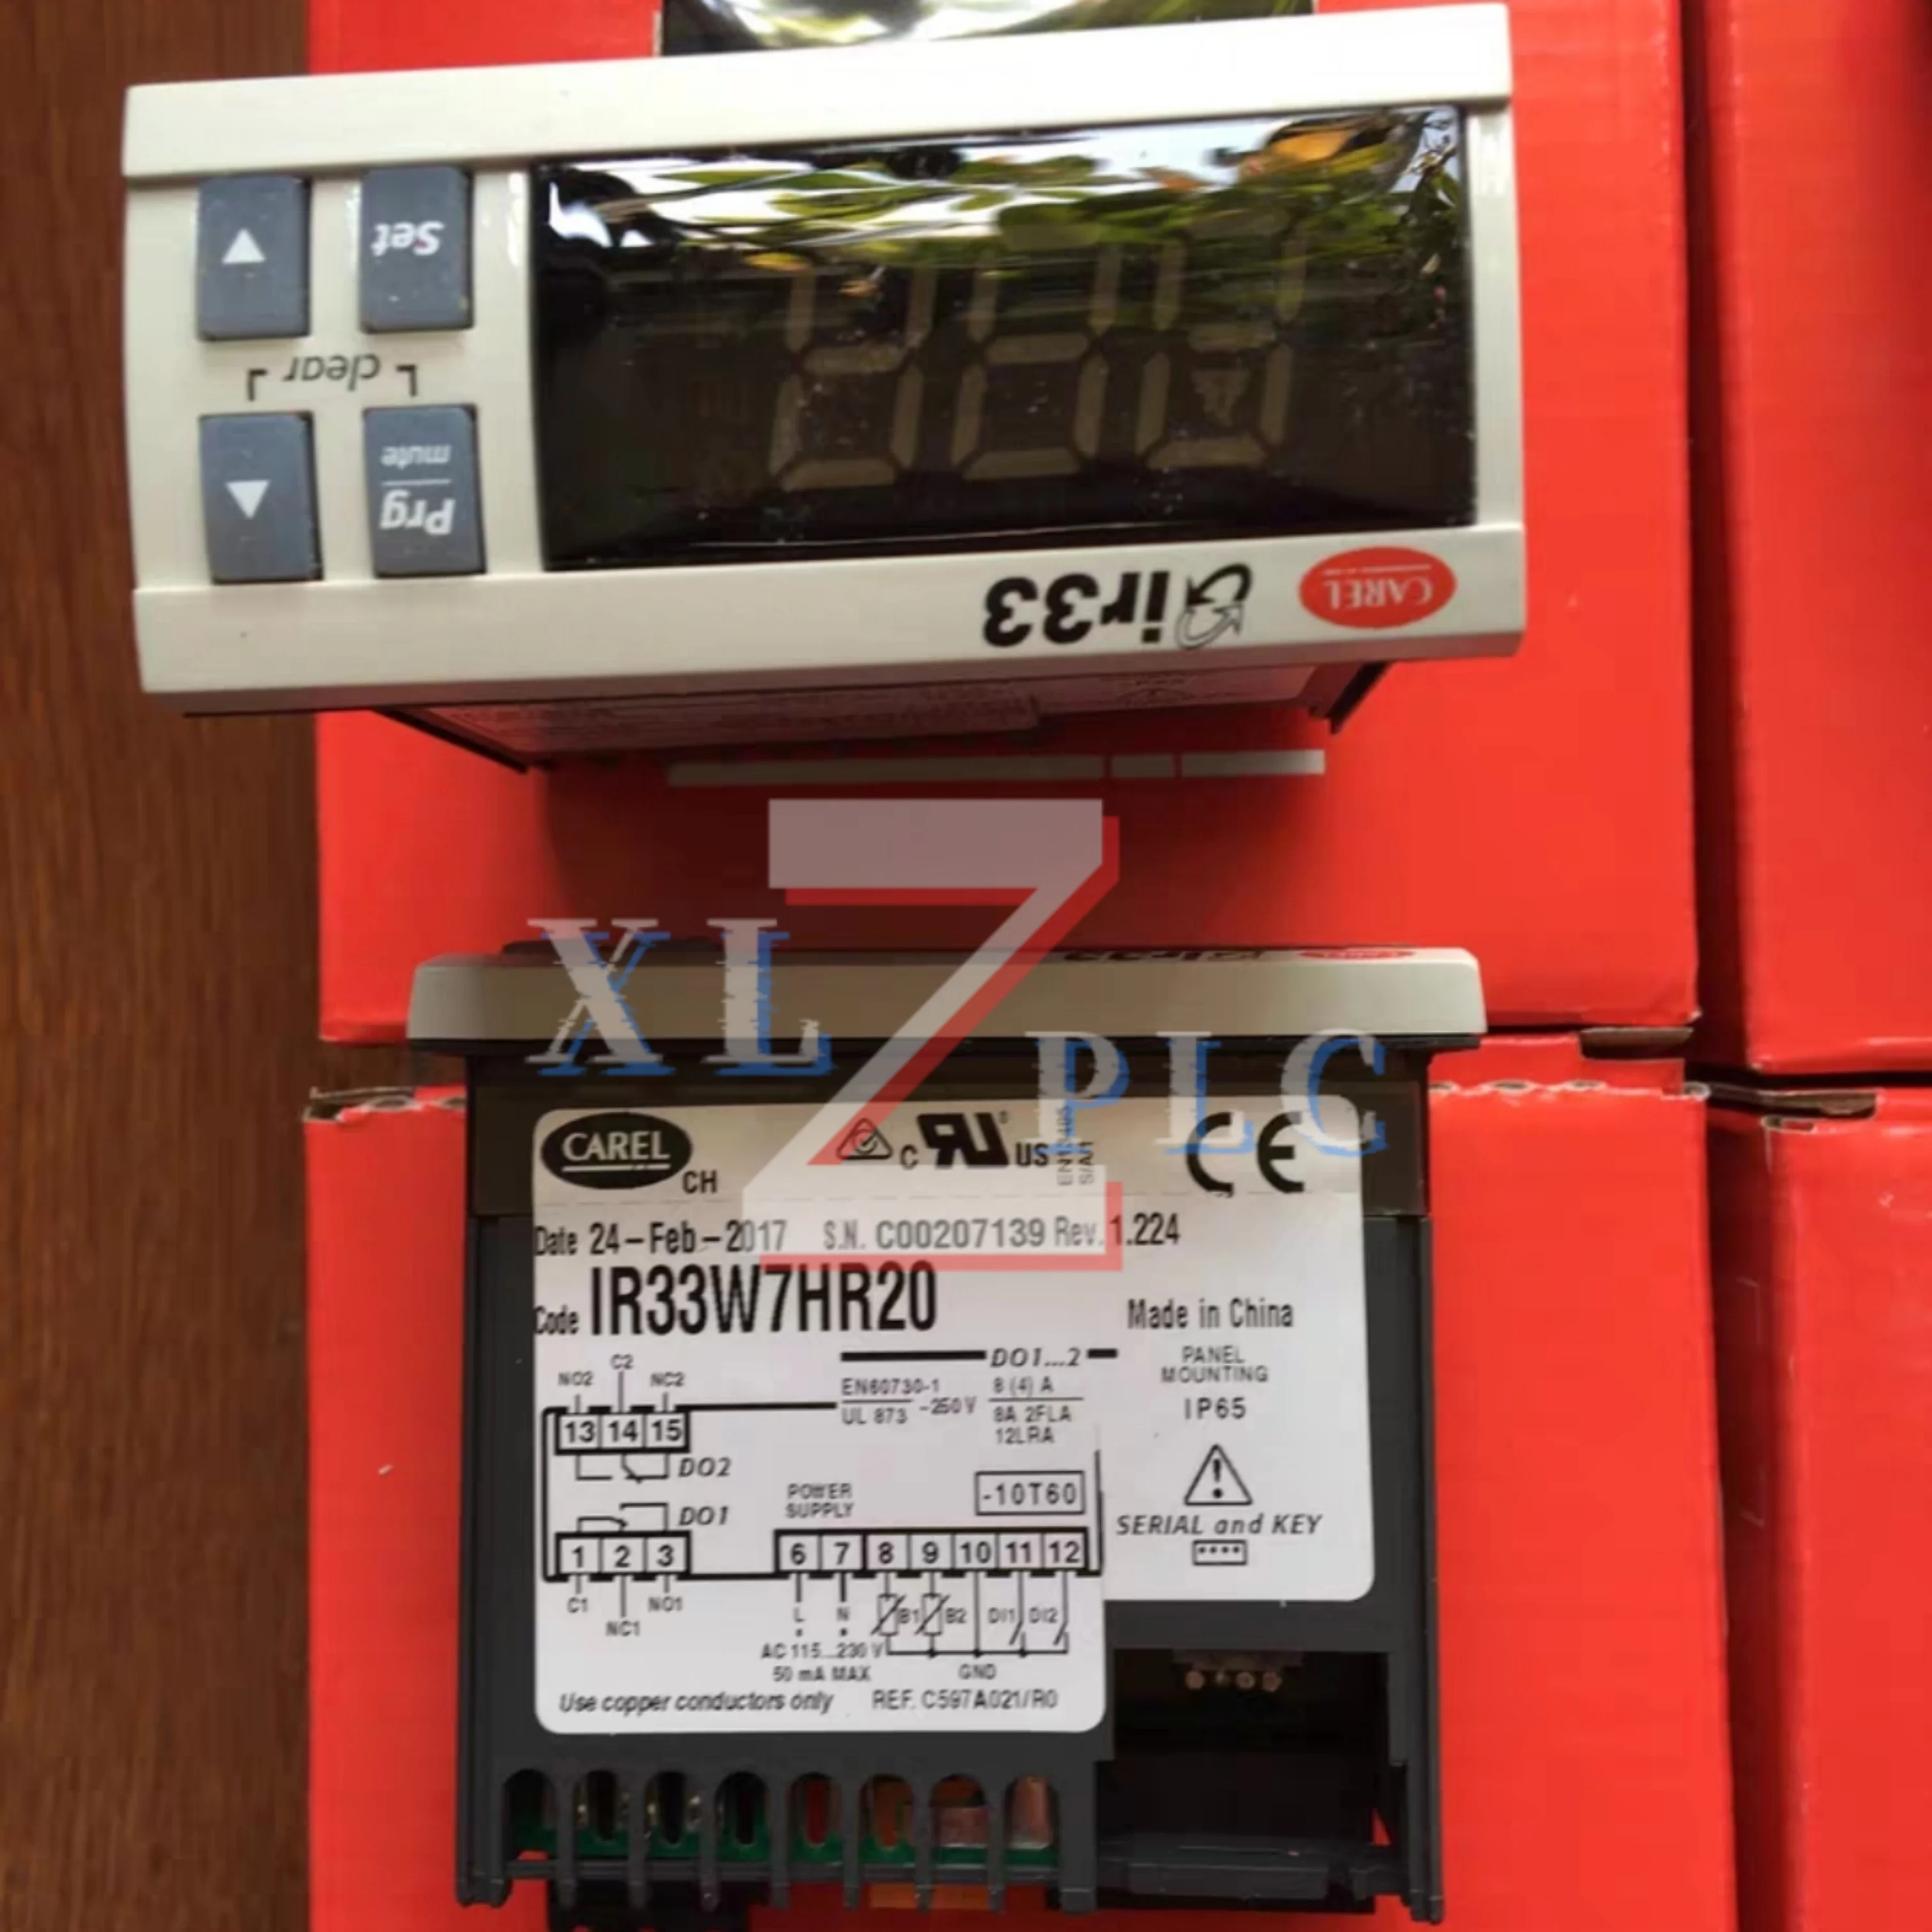 Set
clear
Prg
mute
ir33
CAREL
XLZPLC
CAREL
CH
C
US
CE
Date 24-Feb-2017 S.N. C00207139 Rev. 1.224
Code IR33W7HR20
Made in China
DO1...2
PANEL
MOUNTING
IP65
NO2 C2 NC2
EN60730-1
UL 873
~250V
8 (4) A
8A 2FLA
12LRA
13 14 15
DO2
POWER
SUPPLY
-10T60
DO1
SERIAL and KEY
1 2 3
6 7 8 9 10 11 12
C1 NC1 NO1
L N B1 B2 DI1 DI2
AC 115...230 V
50 mA MAX
GND
Use copper conductors only REF. C597A021/R0